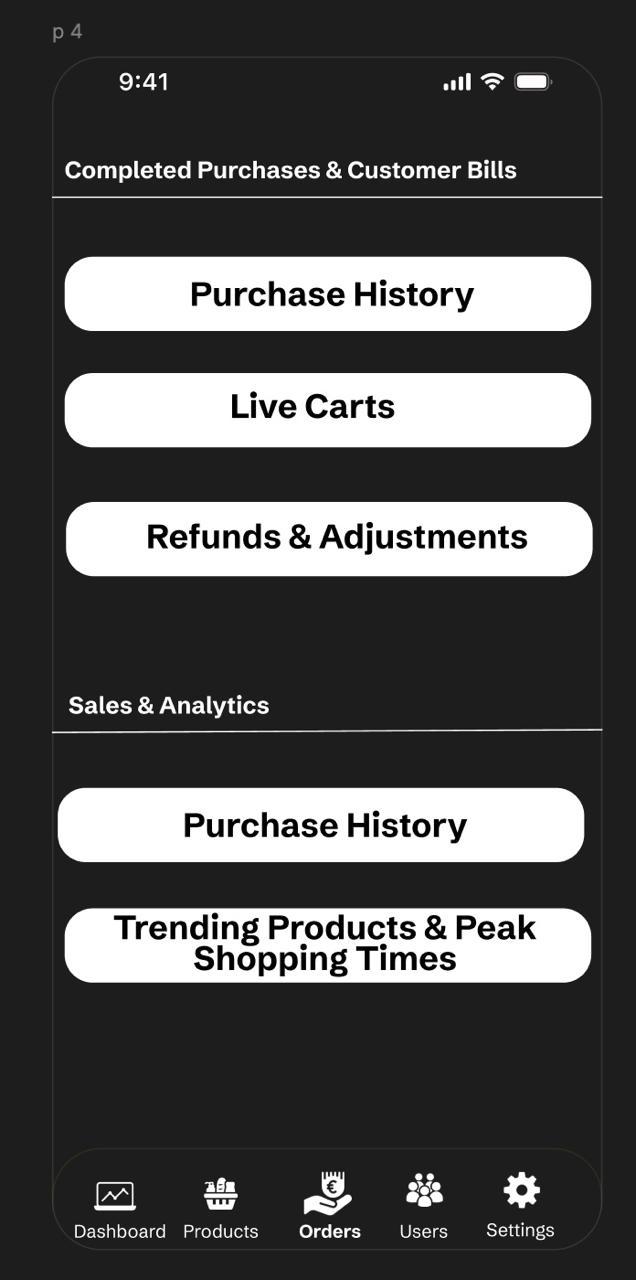 p 4
9:41
Completed Purchases & Customer Bills
Purchase History
Live Carts
Refunds & Adjustments
Sales & Analytics
Purchase History
Trending Products & Peak
Shopping Times
€
Dashboard Products Orders Users Settings